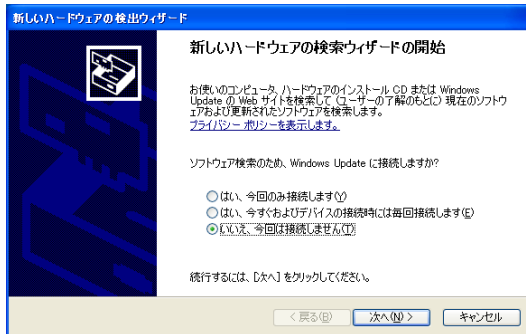 新しいハードウェアの検出ウィザード
新しいハードウェアの検索ウィザードの開始
お使いのコンピュータ、ハードウェアのインストール CD または Windows
Update の Web サイトを検索して (ユーザーの了解のもとに) 現在のソフトウ
ェアおよび更新されたソフトウェアを検索します。
プライバシー ポリシーを表示します。
ソフトウェア検索のため、Windows Update に接続しますか?
はい、今回のみ接続します(Y)
はい、今すぐおよびデバイスの接続時には毎回接続します(E)
いいえ、今回は接続しません(T)
続行するには、[次へ] をクリックしてください。
< 戻る(B) 次へ(N) > キャンセル